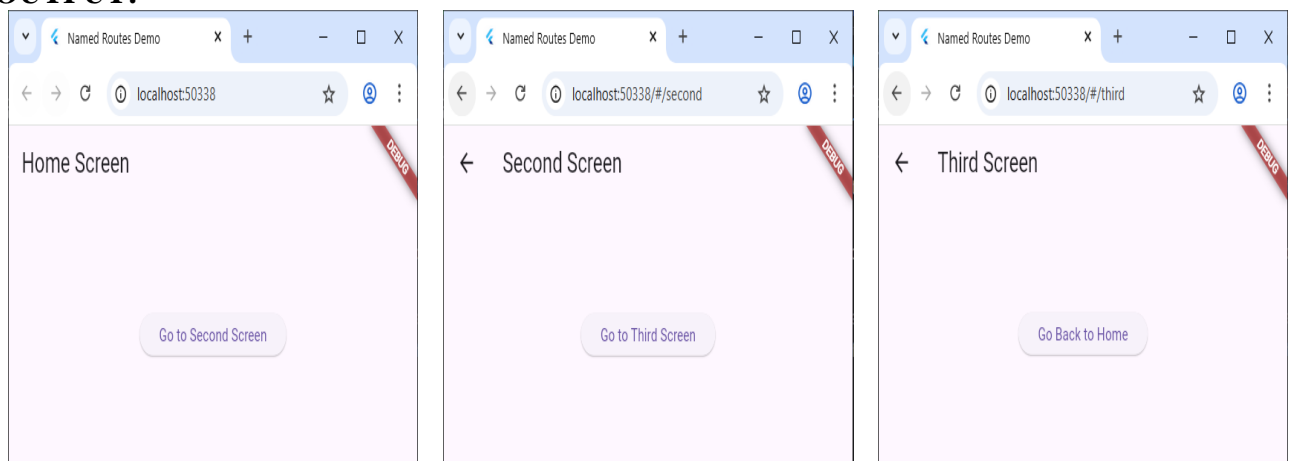 Named Routes Demo
localhost:50338
DEBUG
Home Screen
Go to Second Screen
Named Routes Demo
localhost:50338/#/second
DEBUG
Second Screen
Go to Third Screen
Named Routes Demo
localhost:50338/#/third
DEBUG
Third Screen
Go Back to Home